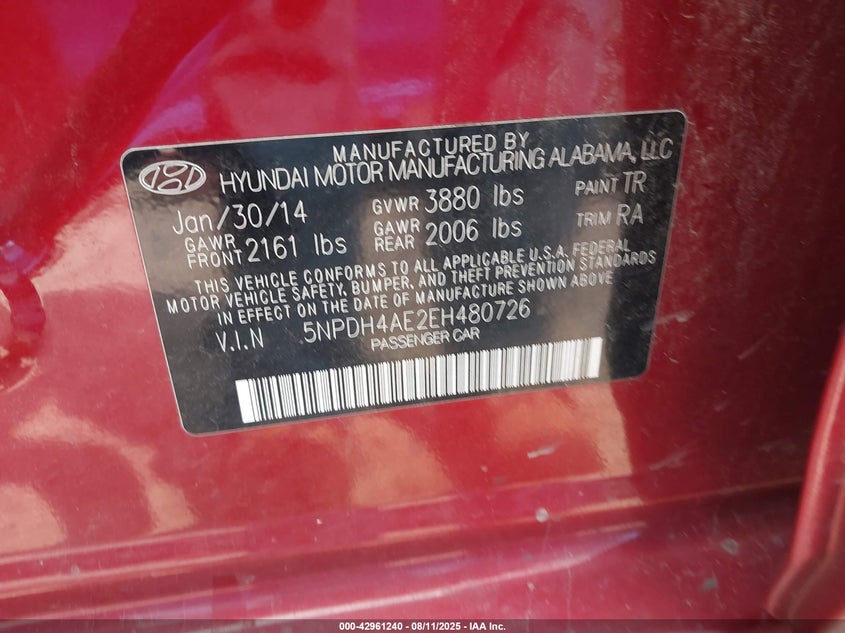 MANUFACTURED BY
HYUNDAI MOTOR MANUFACTURING ALABAMA, LLC
Jan/30/14 GVWR 3880 lbs PAINT TR
GAWR FRONT 2161 lbs GAWR REAR 2006 lbs TRIM RA
THIS VEHICLE CONFORMS TO ALL APPLICABLE U.S.A. FEDERAL
MOTOR VEHICLE SAFETY, BUMPER, AND THEFT PREVENTION STANDARDS
IN EFFECT ON THE DATE OF MANUFACTURE SHOWN ABOVE
V.I.N 5NPDH4AE2EH480726
PASSENGER CAR
000-42961240 - 08/11/2025 - IAA Inc.